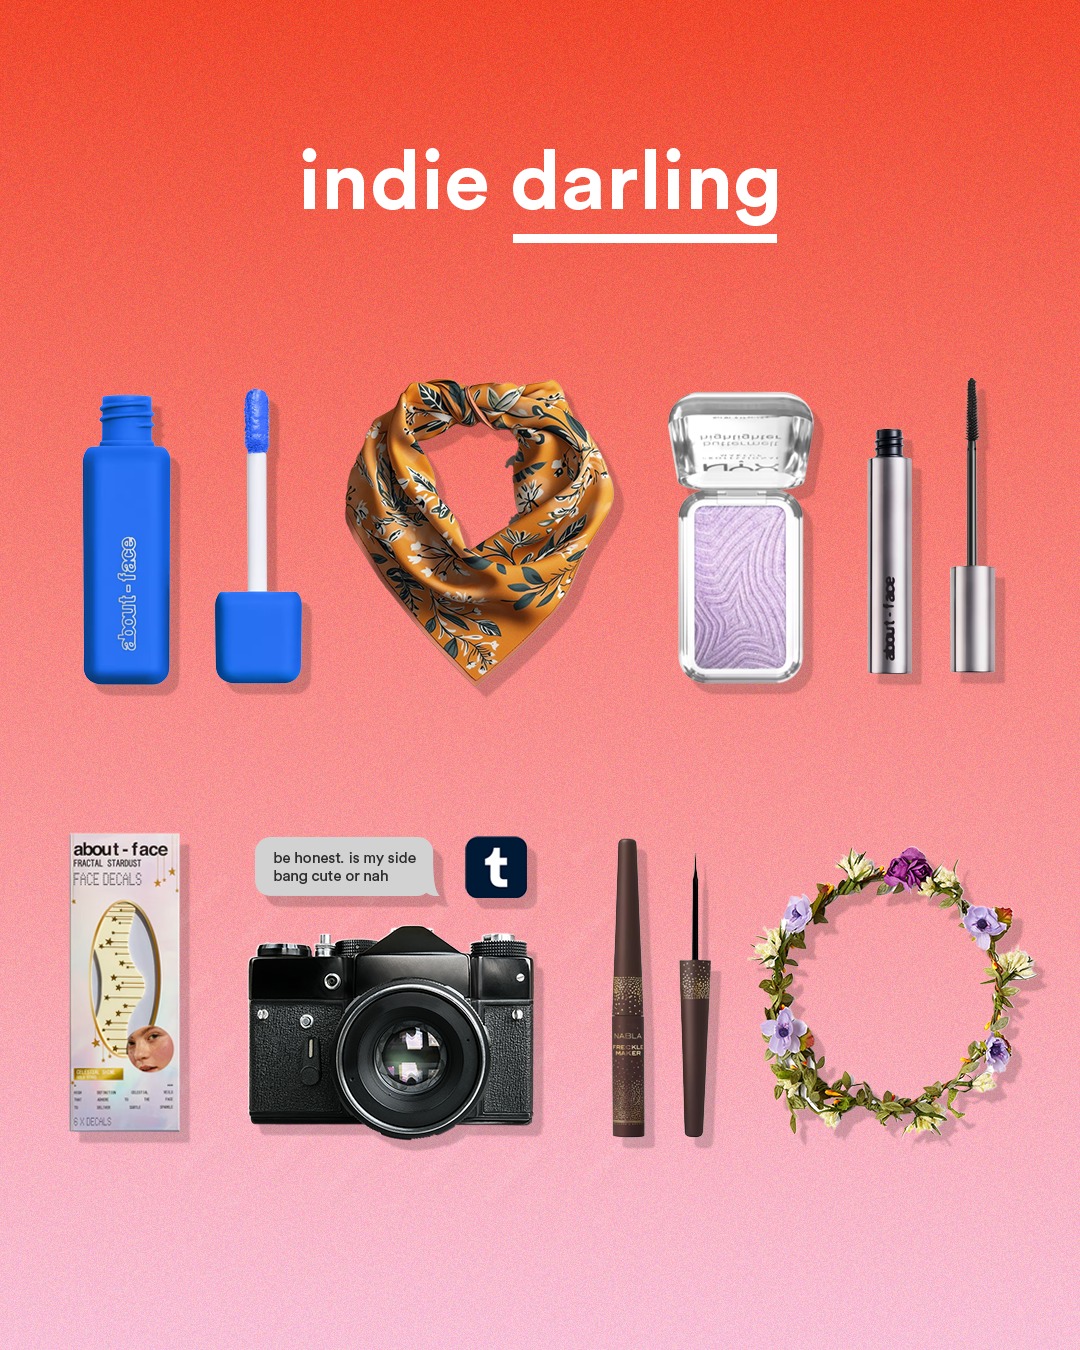 indie darling
about-face
highlighter
buttermelt
NYX
about-face
about-face
FRACTAL STARDUST
FACE DECALS
6 X DECALS
be honest. is my side
bang cute or nah
t
NABLA
FRECKLE
MAKER